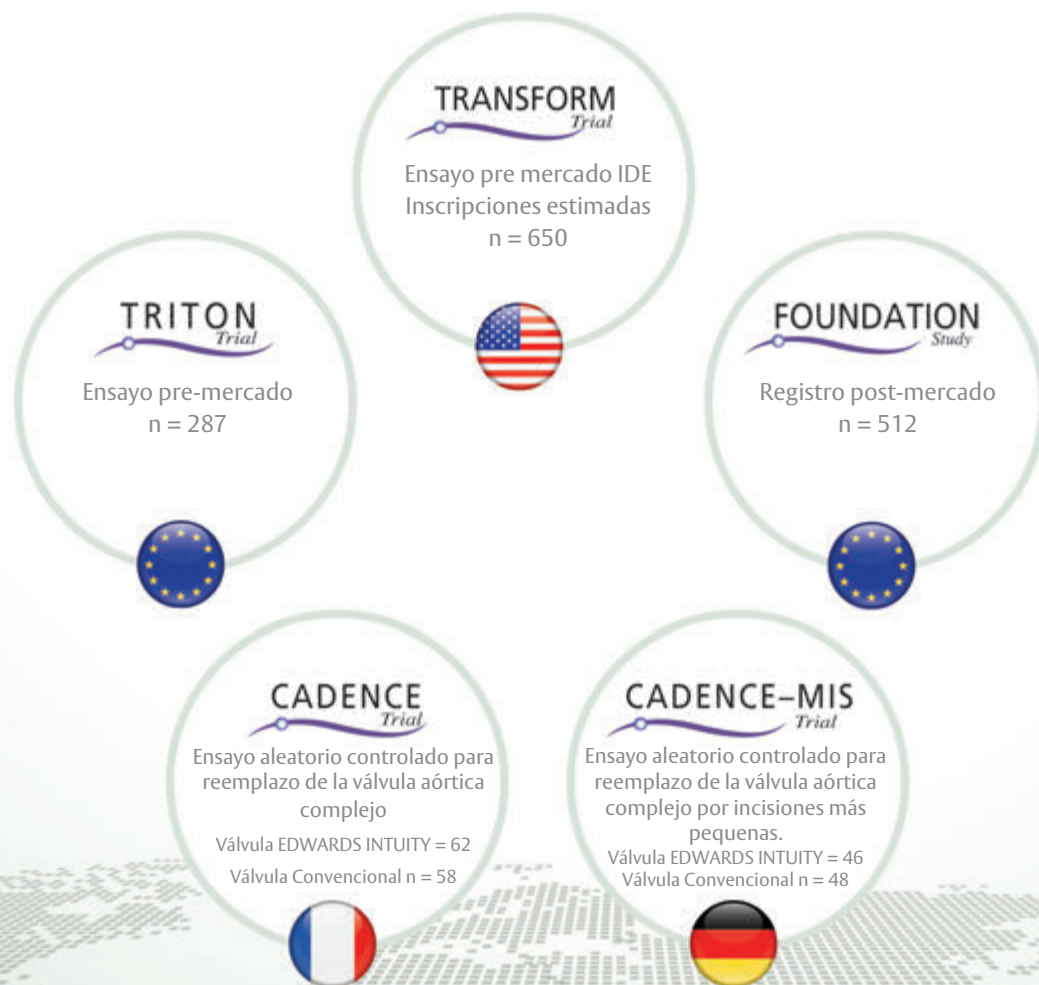 TRANSFORM
Trial
Ensayo pre mercado IDE
Inscripciones estimadas
n = 650
TRITON
Trial
Ensayo pre-mercado
n = 287
FOUNDATION
Study
Registro post-mercado
n = 512
CADENCE
Trial
Ensayo aleatorio controlado para
reemplazo de la válvula aórtica
complejo
Válvula EDWARDS INTUITY = 62
Válvula Convencional n = 58
CADENCE–MIS
Trial
Ensayo aleatorio controlado para
reemplazo de la válvula aórtica
complejo por incisiones más
pequenas.
Válvula EDWARDS INTUITY = 46
Válvula Convencional n = 48